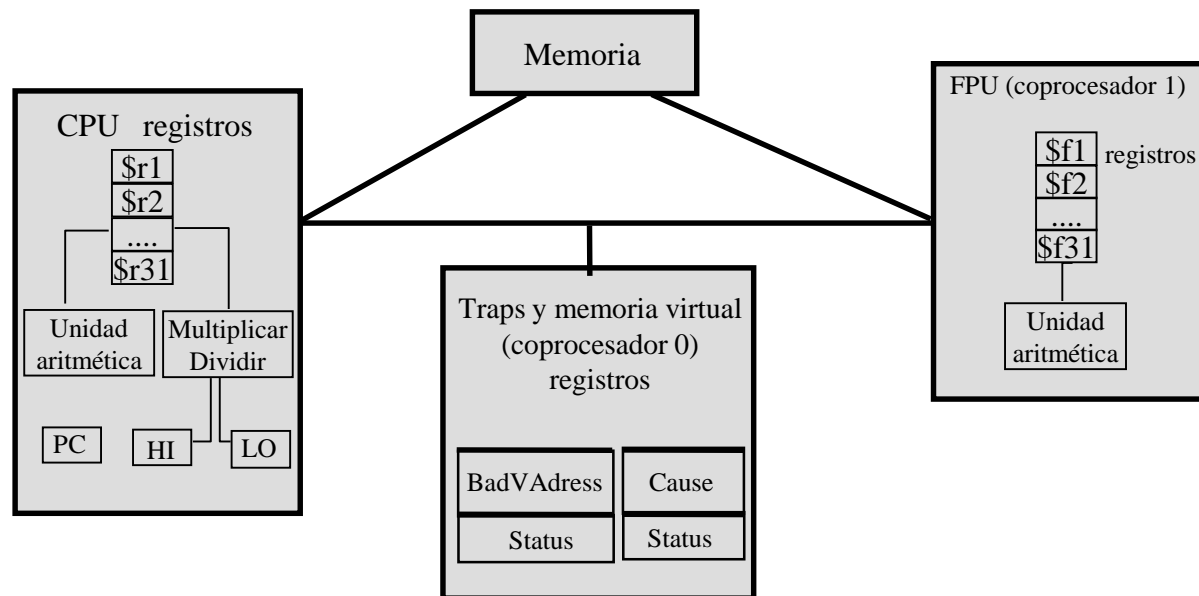 Memoria
CPU registros
$r1
$r2
....
$r31
Unidad
aritmética
Multiplicar
Dividir
PC
HI
LO
Traps y memoria virtual
(coprocesador 0)
registros
BadVAdress
Cause
Status
Status
FPU (coprocesador 1)
$f1
registros
$f2
....
$f31
Unidad
aritmética